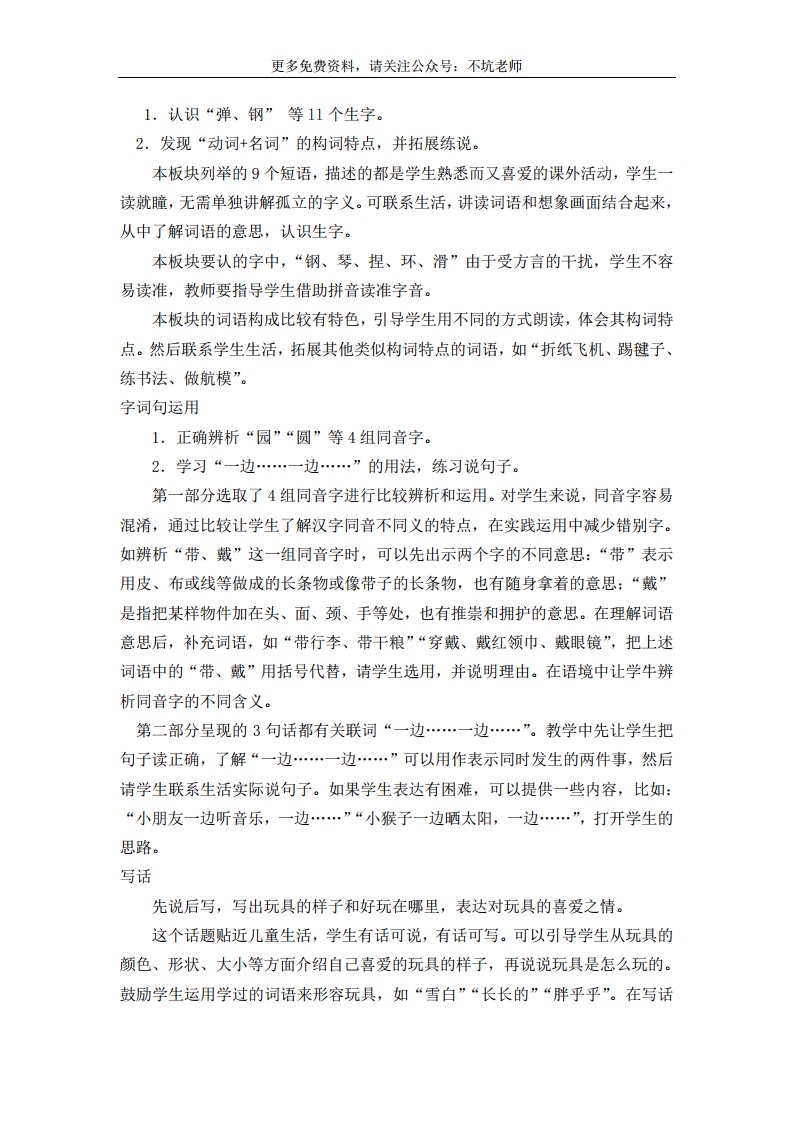 更多免费资料，请关注公众号：不坑老师
1．认识“弹、钢” 等11个生字。
2．发现“动词+名词”的构词特点，并拓展练说。
本板块列举的9个短语，描述的都是学生熟悉而又喜爱的课外活动，学生一
读就瞳，无需单独讲解孤立的字义。可联系生活，讲读词语和想象画面结合起来，
从中了解词语的意思，认识生字。
本板块要认的字中，“钢、琴、捏、环、滑”由于受方言的干扰，学生不容
易读准，教师要指导学生借助拼音读准字音。
本板块的词语构成比较有特色，引导学生用不同的方式朗读，体会其构词特
点。然后联系学生生活，拓展其他类似构词特点的词语，如“折纸飞机、踢毽子、
练书法、做航模”。
字词句运用
1．正确辨析“园”“圆”等4组同音字。
2．学习“一边……一边……”的用法，练习说句子。
第一部分选取了4组同音字进行比较辨析和运用。对学生来说，同音字容易
混淆，通过比较让学生了解汉字同音不同义的特点，在实践运用中减少错别字。
如辨析“带、戴”这一组同音字时，可以先出示两个字的不同意思：“带”表示
用皮、布或线等做成的长条物或像带子的长条物，也有随身拿着的意思；“戴”
是指把某样物件加在头、面、颈、手等处，也有推崇和拥护的意思。在理解词语
意思后，补充词语，如“带行李、带干粮”“穿戴、戴红领巾、戴眼镜”，把上述
词语中的“带、戴”用括号代替，请学生选用，并说明理由。在语境中让学牛辨
析同音字的不同含义。
第二部分呈现的3句话都有关联词“一边……一边……”。教学中先让学生把
句子读正确，了解“一边……一边……”可以用作表示同时发生的两件事，然后
请学生联系生活实际说句子。如果学生表达有困难，可以提供一些内容，比如：
“小朋友一边听音乐，一边……”“小猴子一边晒太阳，一边……”，打开学生的
思路。
写话
先说后写，写出玩具的样子和好玩在哪里，表达对玩具的喜爱之情。
这个话题贴近儿童生活，学生有话可说，有话可写。可以引导学生从玩具的
颜色、形状、大小等方面介绍自己喜爱的玩具的样子，再说说玩具是怎么玩的。
鼓励学生运用学过的词语来形容玩具，如“雪白”“长长的”“胖乎乎”。在写话